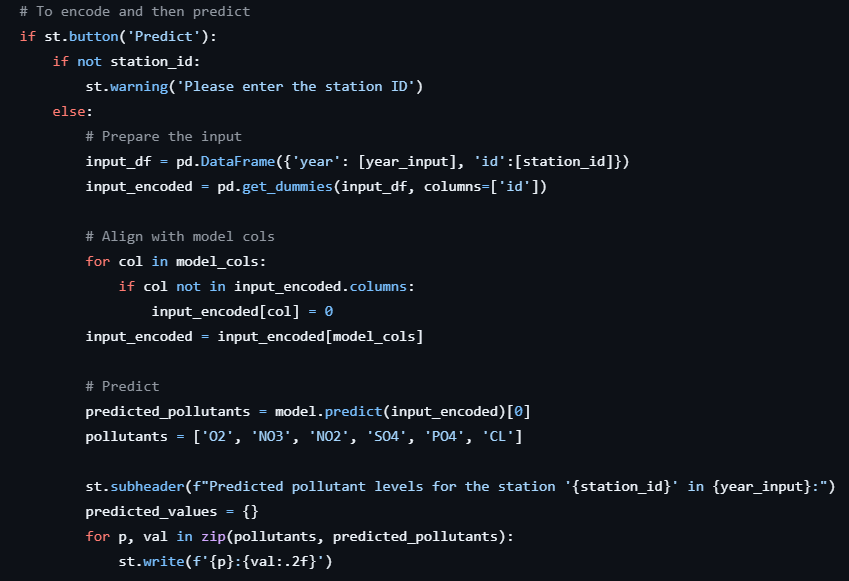 # To encode and then predict
if st.button('Predict'):
    if not station_id:
        st.warning('Please enter the station ID')
    else:
        # Prepare the input
        input_df = pd.DataFrame({'year': [year_input], 'id':[station_id]})
        input_encoded = pd.get_dummies(input_df, columns=['id'])

        # Align with model cols
        for col in model_cols:
            if col not in input_encoded.columns:
                input_encoded[col] = 0
        input_encoded = input_encoded[model_cols]

        # Predict
        predicted_pollutants = model.predict(input_encoded)[0]
        pollutants = ['O2', 'NO3', 'NO2', 'SO4', 'PO4', 'CL']

        st.subheader(f"Predicted pollutant levels for the station '{station_id}' in {year_input}:")
        predicted_values = {}
        for p, val in zip(pollutants, predicted_pollutants):
            st.write(f'{p}:{val:.2f}')